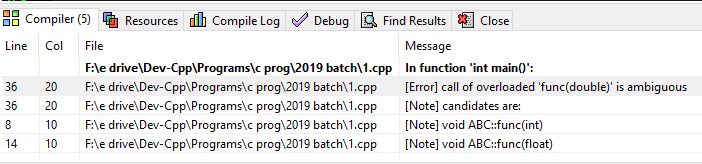 Compiler (5) Resources Compile Log Debug Find Results Close
Line Col File Message
F:\e drive\Dev-Cpp\Programs\c prog\2019 batch\1.cpp In function 'int main()':
36 20 F:\e drive\Dev-Cpp\Programs\c prog\2019 batch\1.cpp [Error] call of overloaded 'func(double)' is ambiguous
36 20 F:\e drive\Dev-Cpp\Programs\c prog\2019 batch\1.cpp [Note] candidates are:
8 10 F:\e drive\Dev-Cpp\Programs\c prog\2019 batch\1.cpp [Note] void ABC::func(int)
14 10 F:\e drive\Dev-Cpp\Programs\c prog\2019 batch\1.cpp [Note] void ABC::func(float)